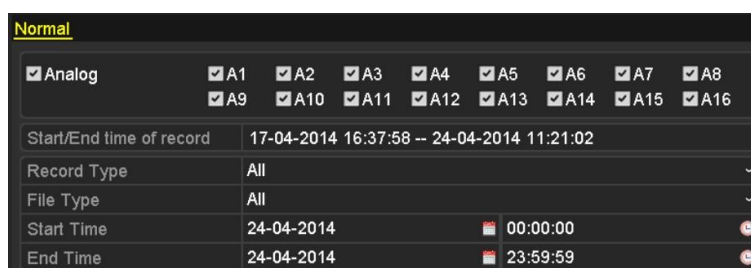 Normal
Analog A1 A2 A3 A4 A5 A6 A7 A8
A9 A10 A11 A12 A13 A14 A15 A16
Start/End time of record 17-04-2014 16:37:58 -- 24-04-2014 11:21:02
Record Type All
File Type All
Start Time 24-04-2014 00:00:00
End Time 24-04-2014 23:59:59